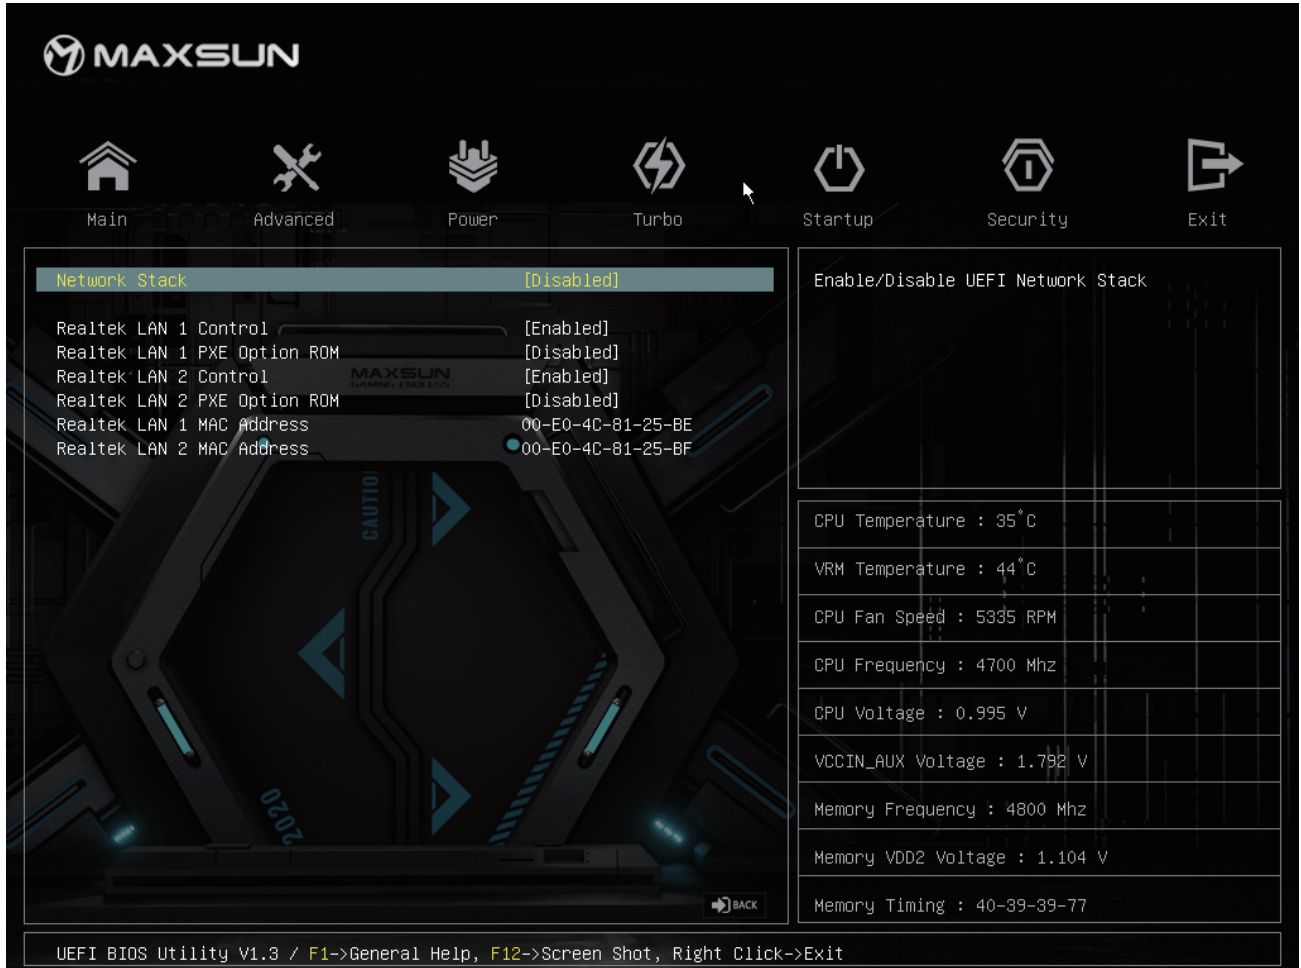 MAXSUN
Main Advanced Power Turbo Startup Security Exit
Network Stack [Disabled]
Realtek LAN 1 Control [Enabled]
Realtek LAN 1 PXE Option ROM [Disabled]
Realtek LAN 2 Control [Enabled]
Realtek LAN 2 PXE Option ROM [Disabled]
Realtek LAN 1 MAC Address 00-E0-4C-81-25-BE
Realtek LAN 2 MAC Address 00-E0-4C-81-25-BF
MAXSUN
GAMING ENDLESS
CAUTIO
2020
BACK
Enable/Disable UEFI Network Stack
CPU Temperature : 35°C
VRM Temperature : 44°C
CPU Fan Speed : 5335 RPM
CPU Frequency : 4700 Mhz
CPU Voltage : 0.995 V
VCCIN_AUX Voltage : 1.792 V
Memory Frequency : 4800 Mhz
Memory VDD2 Voltage : 1.104 V
Memory Timing : 40-39-39-77
UEFI BIOS Utility V1.3 / F1->General Help, F12->Screen Shot, Right Click->Exit